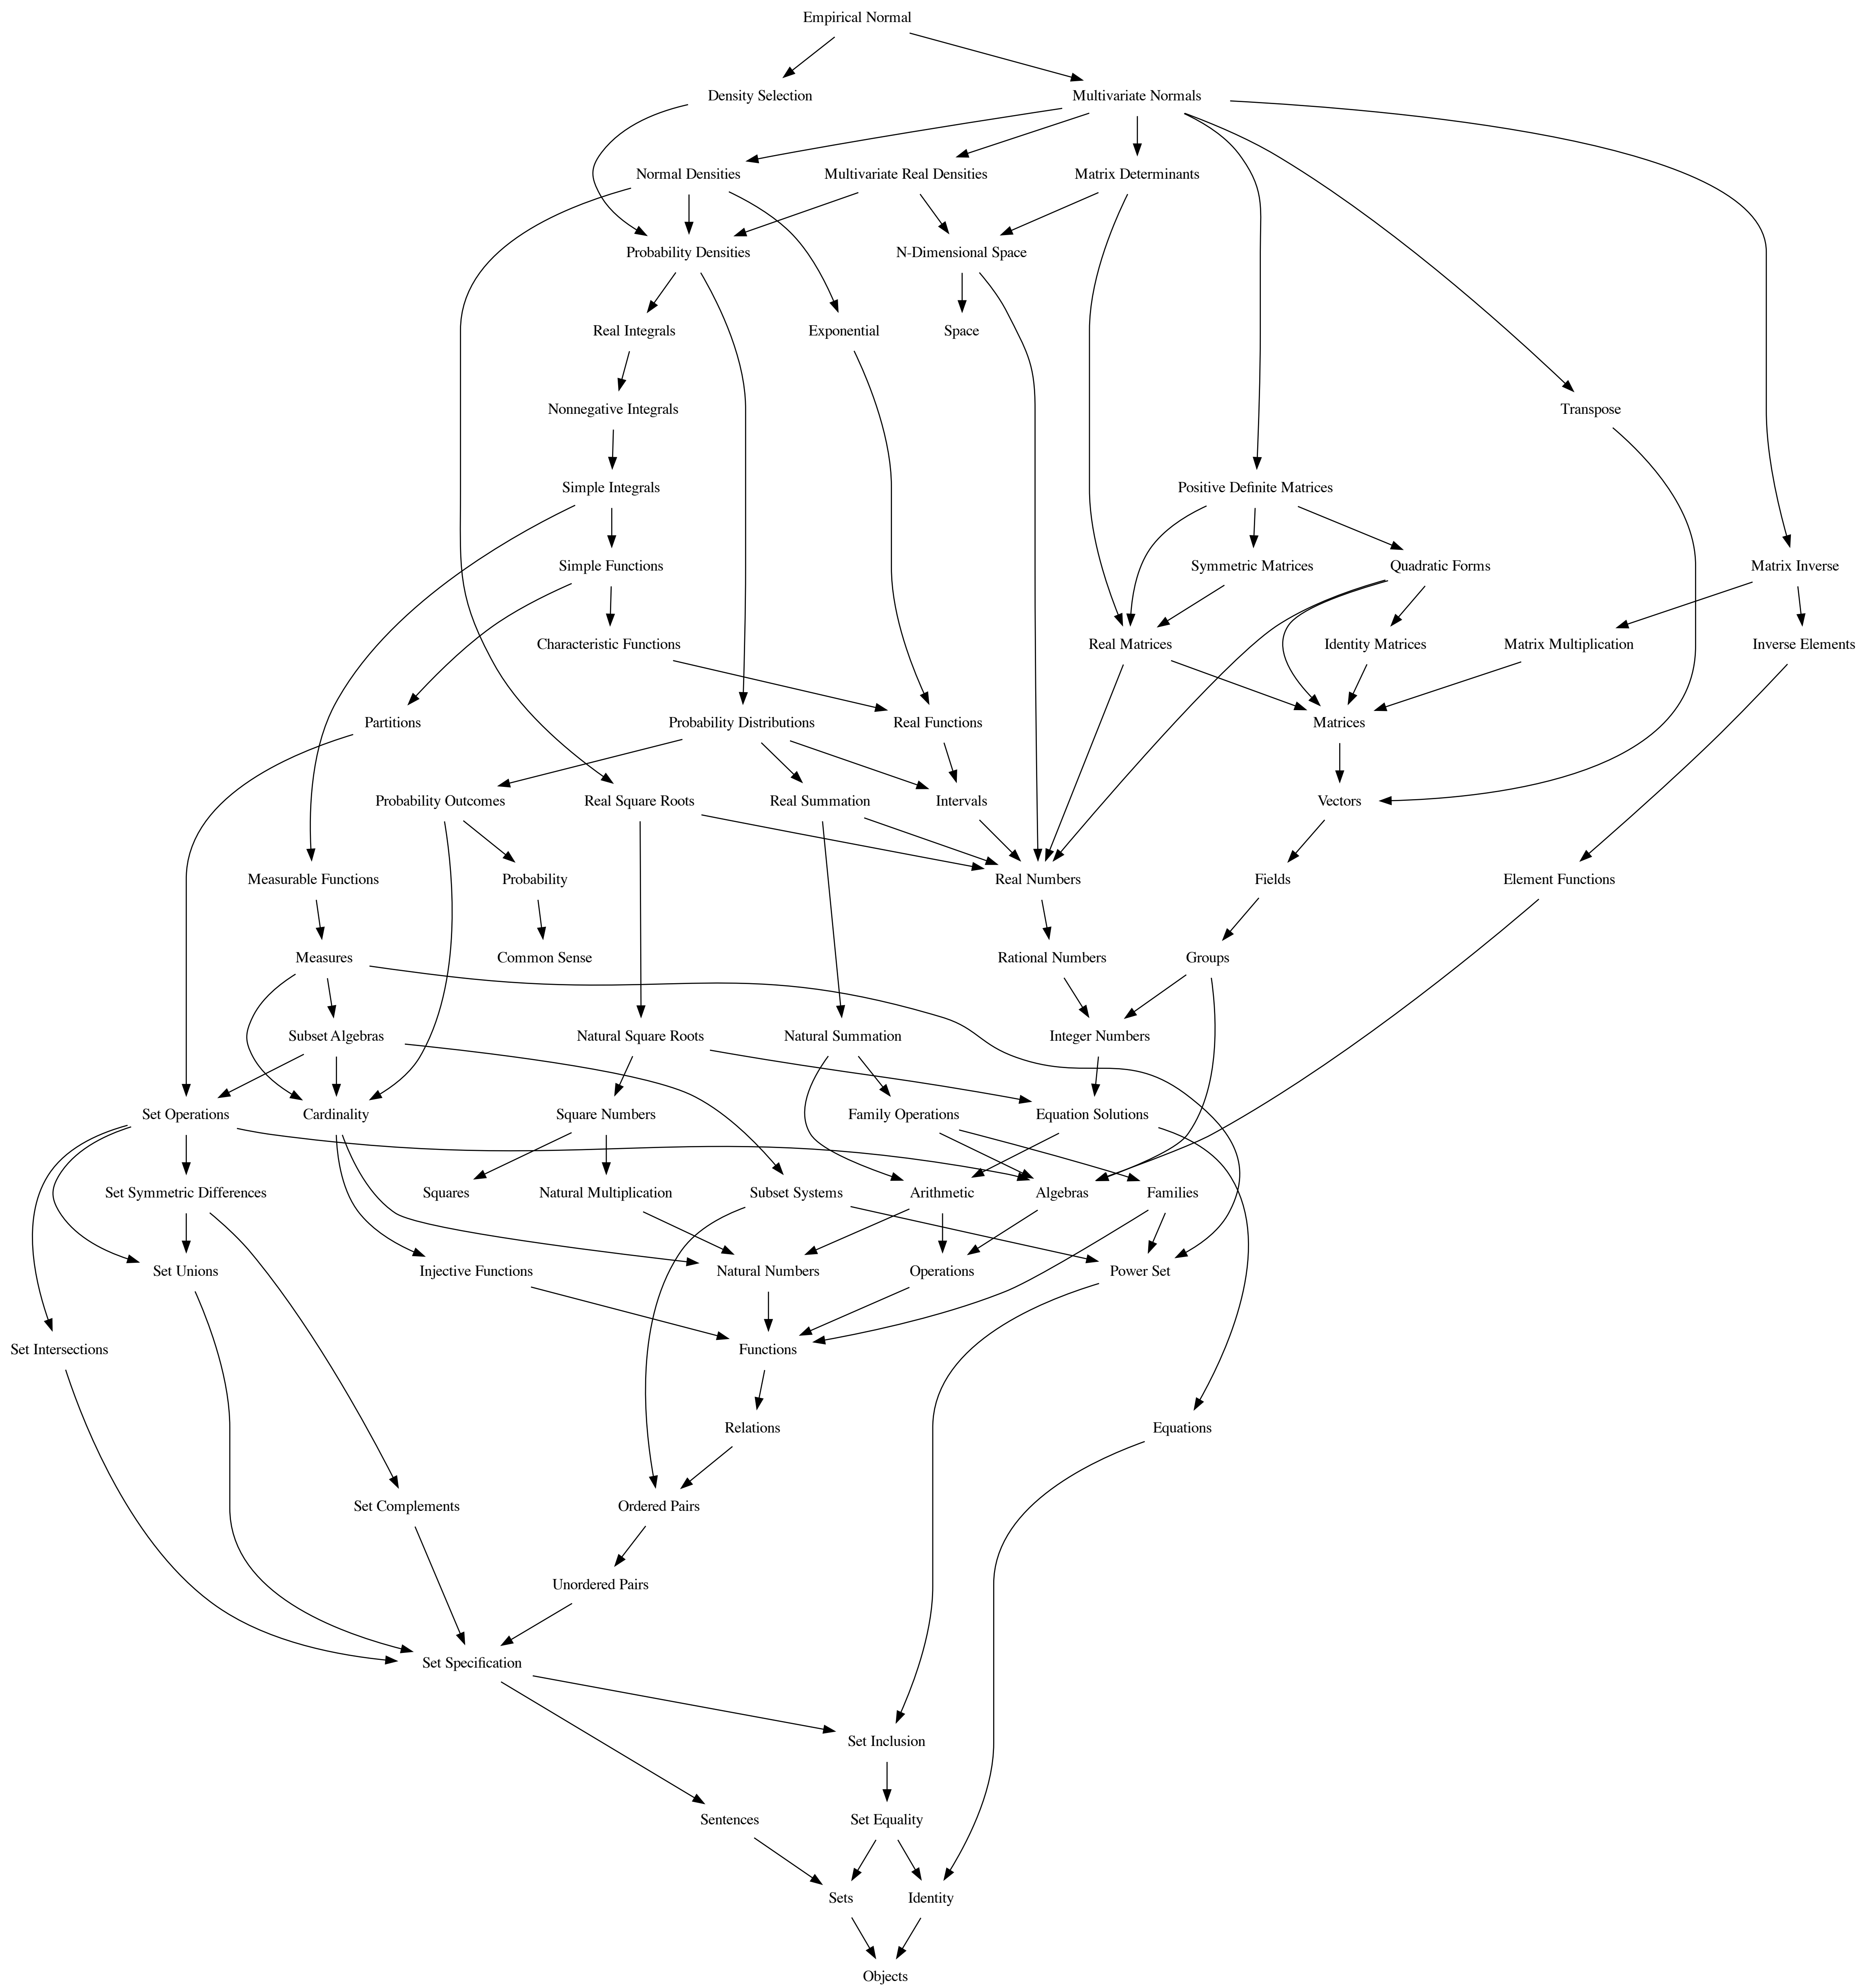 Empirical Normal
Density Selection
Multivariate Normals
Normal Densities
Multivariate Real Densities
Matrix Determinants
Probability Densities
N-Dimensional Space
Real Integrals
Exponential
Space
Nonnegative Integrals
Transpose
Simple Integrals
Positive Definite Matrices
Simple Functions
Symmetric Matrices
Quadratic Forms
Matrix Inverse
Characteristic Functions
Real Matrices
Identity Matrices
Matrix Multiplication
Inverse Elements
Partitions
Probability Distributions
Real Functions
Matrices
Probability Outcomes
Real Square Roots
Real Summation
Intervals
Vectors
Measurable Functions
Probability
Real Numbers
Fields
Element Functions
Measures
Common Sense
Rational Numbers
Groups
Subset Algebras
Natural Square Roots
Natural Summation
Integer Numbers
Set Operations
Cardinality
Square Numbers
Family Operations
Equation Solutions
Set Symmetric Differences
Squares
Natural Multiplication
Subset Systems
Arithmetic
Algebras
Families
Set Unions
Injective Functions
Natural Numbers
Operations
Power Set
Set Intersections
Functions
Relations
Equations
Set Complements
Ordered Pairs
Unordered Pairs
Set Specification
Set Inclusion
Sentences
Set Equality
Sets
Identity
Objects